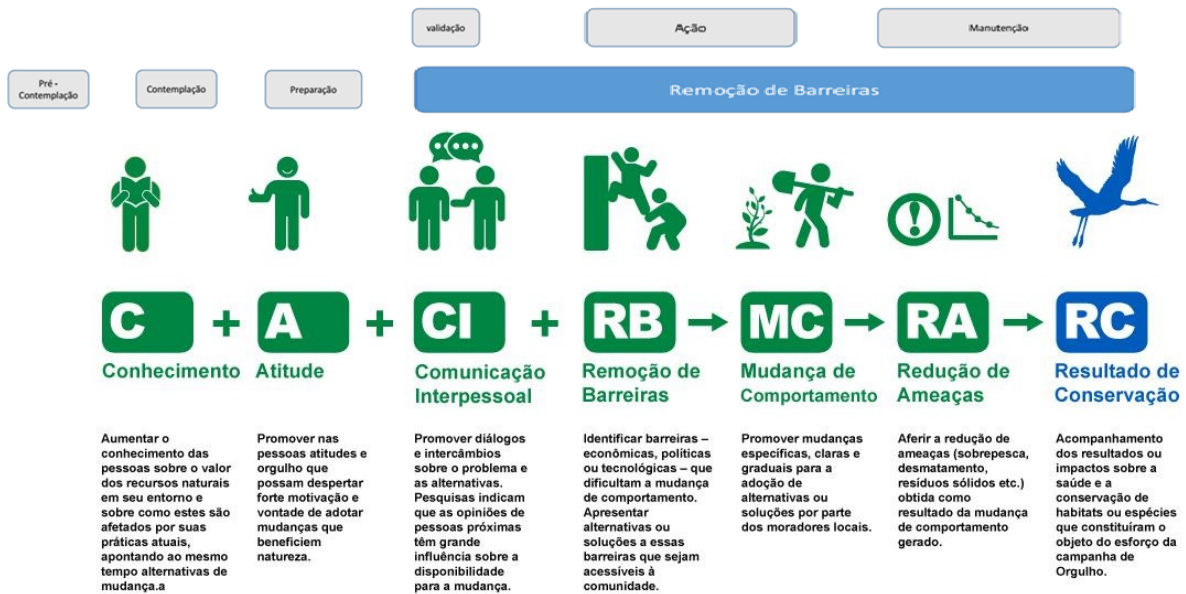 validação
Ação
Manutenção
Pré -
Contemplação
Contemplação
Preparação
Remoção de Barreiras
C + A + CI + RB → MC → RA → RC
Conhecimento
Atitude
Comunicação
Interpessoal
Remoção de
Barreiras
Mudança de
Comportamento
Redução de
Ameaças
Resultado de
Conservação
Aumentar o
conhecimento das
pessoas sobre o valor
dos recursos naturais
em seu entorno e
sobre como estes são
afetados por suas
práticas atuais,
apontando ao mesmo
tempo alternativas de
mudança.a
Promover nas
pessoas atitudes e
orgulho que
possam despertar
forte motivação e
vontade de adotar
mudanças que
beneficiem
natureza.
Promover diálogos
e intercâmbios
sobre o problema e
as alternativas.
Pesquisas indicam
que as opiniões de
pessoas próximas
têm grande
influência sobre a
disponibilidade
para a mudança.
Identificar barreiras –
econômicas, políticas
ou tecnológicas – que
dificultam a mudança
de comportamento.
Apresentar
alternativas ou
soluções a essas
barreiras que sejam
acessíveis à
comunidade.
Promover mudanças
específicas, claras e
graduais para a
adoção de
alternativas ou
soluções por parte
dos moradores locais.
Aferir a redução de
ameaças (sobrepesca,
desmatamento,
resíduos sólidos etc.)
obtida como
resultado da mudança
de comportamento
gerado.
Acompanhamento
dos resultados ou
impactos sobre a
saúde e a
conservação de
habitats ou espécies
que constituíram o
objeto do esforço da
campanha de
Orgulho.